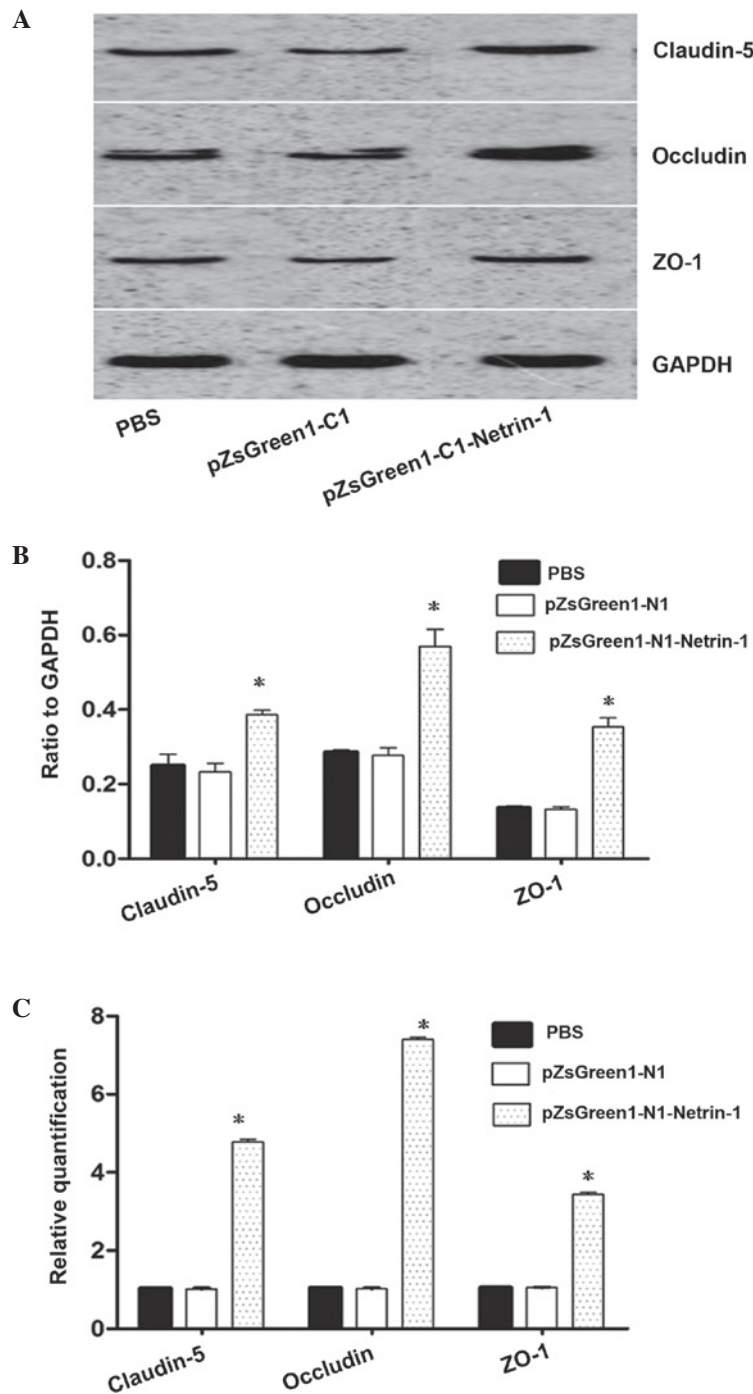 A
Claudin-5
Occludin
ZO-1
GAPDH
PBS
pZsGreen1-C1
pZsGreen1-C1-Netrin-1
B
0.8
0.6
0.4
0.2
0.0
Ratio to GAPDH
PBS
pZsGreen1-N1
pZsGreen1-N1-Netrin-1
*
*
*
Claudin-5
Occludin
ZO-1
C
8
6
4
2
0
Relative quantification
PBS
pZsGreen1-N1
pZsGreen1-N1-Netrin-1
*
*
*
Claudin-5
Occludin
ZO-1